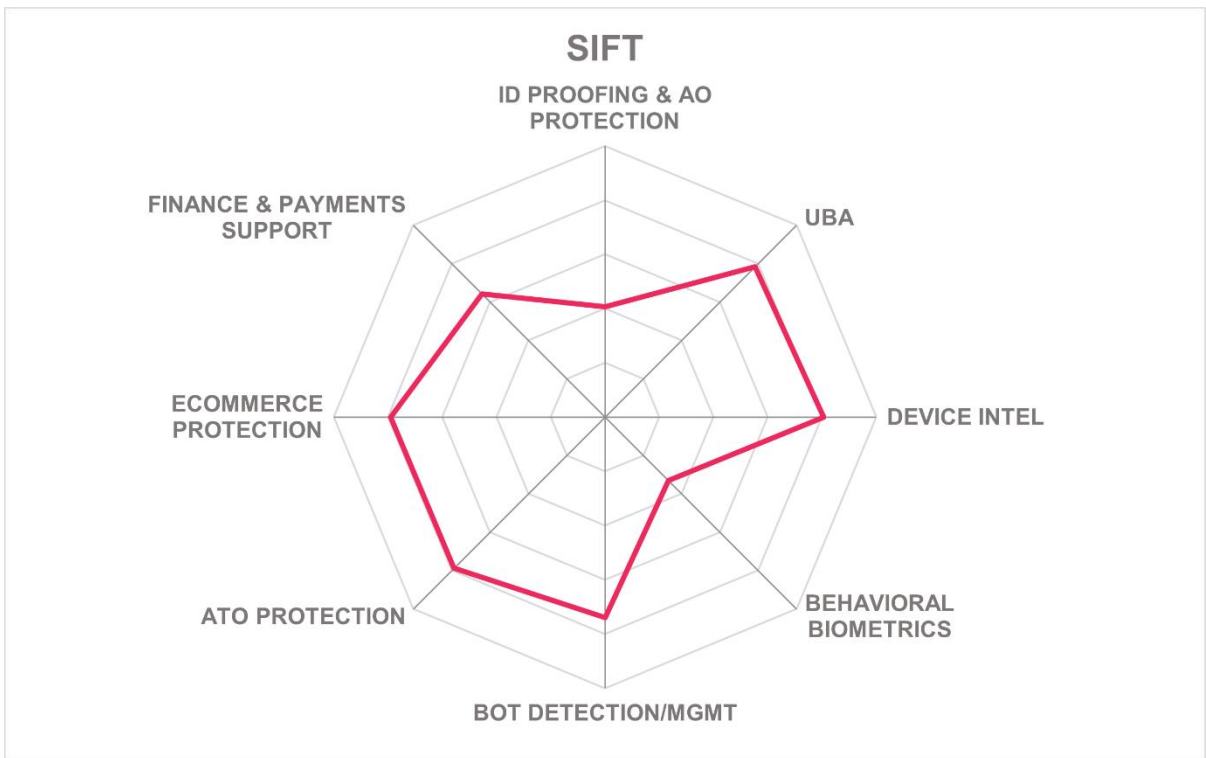 SIFT
ID PROOFING & AO
PROTECTION
UBA
DEVICE INTEL
BEHAVIORAL
BIOMETRICS
BOT DETECTION/MGMT
ATO PROTECTION
ECOMMERCE
PROTECTION
FINANCE & PAYMENTS
SUPPORT